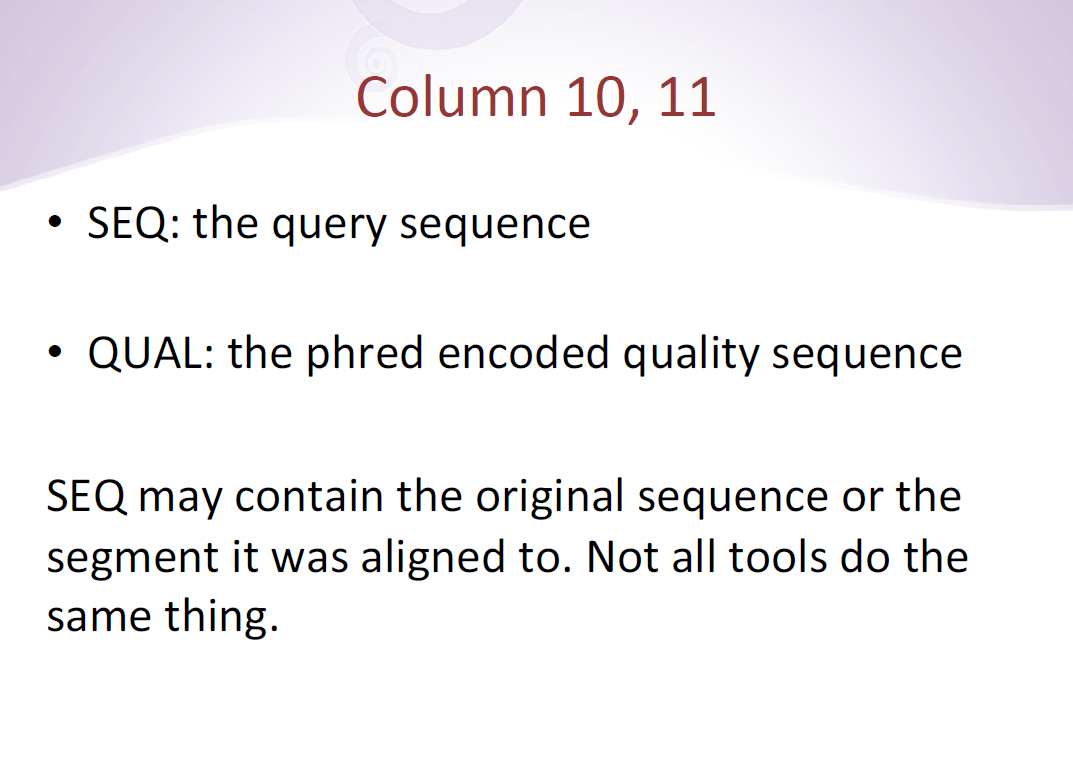 Column 10, 11
• SEQ: the query sequence
• QUAL: the phred encoded quality sequence
SEQ may contain the original sequence or the
segment it was aligned to. Not all tools do the
same thing.